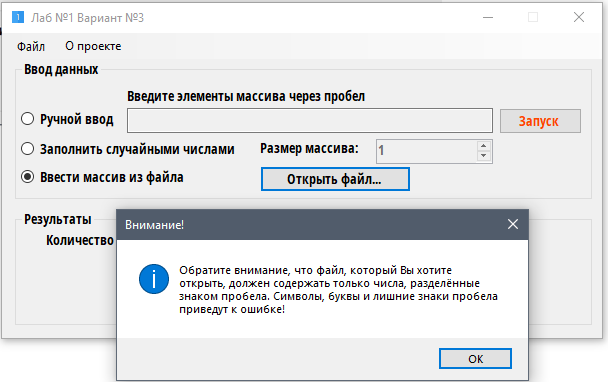 Лаб №1 Вариант №3
Файл О проекте
Ввод данных
Введите элементы массива через пробел
Ручной ввод
Запуск
Заполнить случайными числами Размер массива: 1
Ввести массив из файла Открыть файл...
Результаты
Количество
Внимание!
Обратите внимание, что файл, который Вы хотите
открыть, должен содержать только числа, разделённые
знаком пробела. Символы, буквы и лишние знаки пробела
приведут к ошибке!
OK